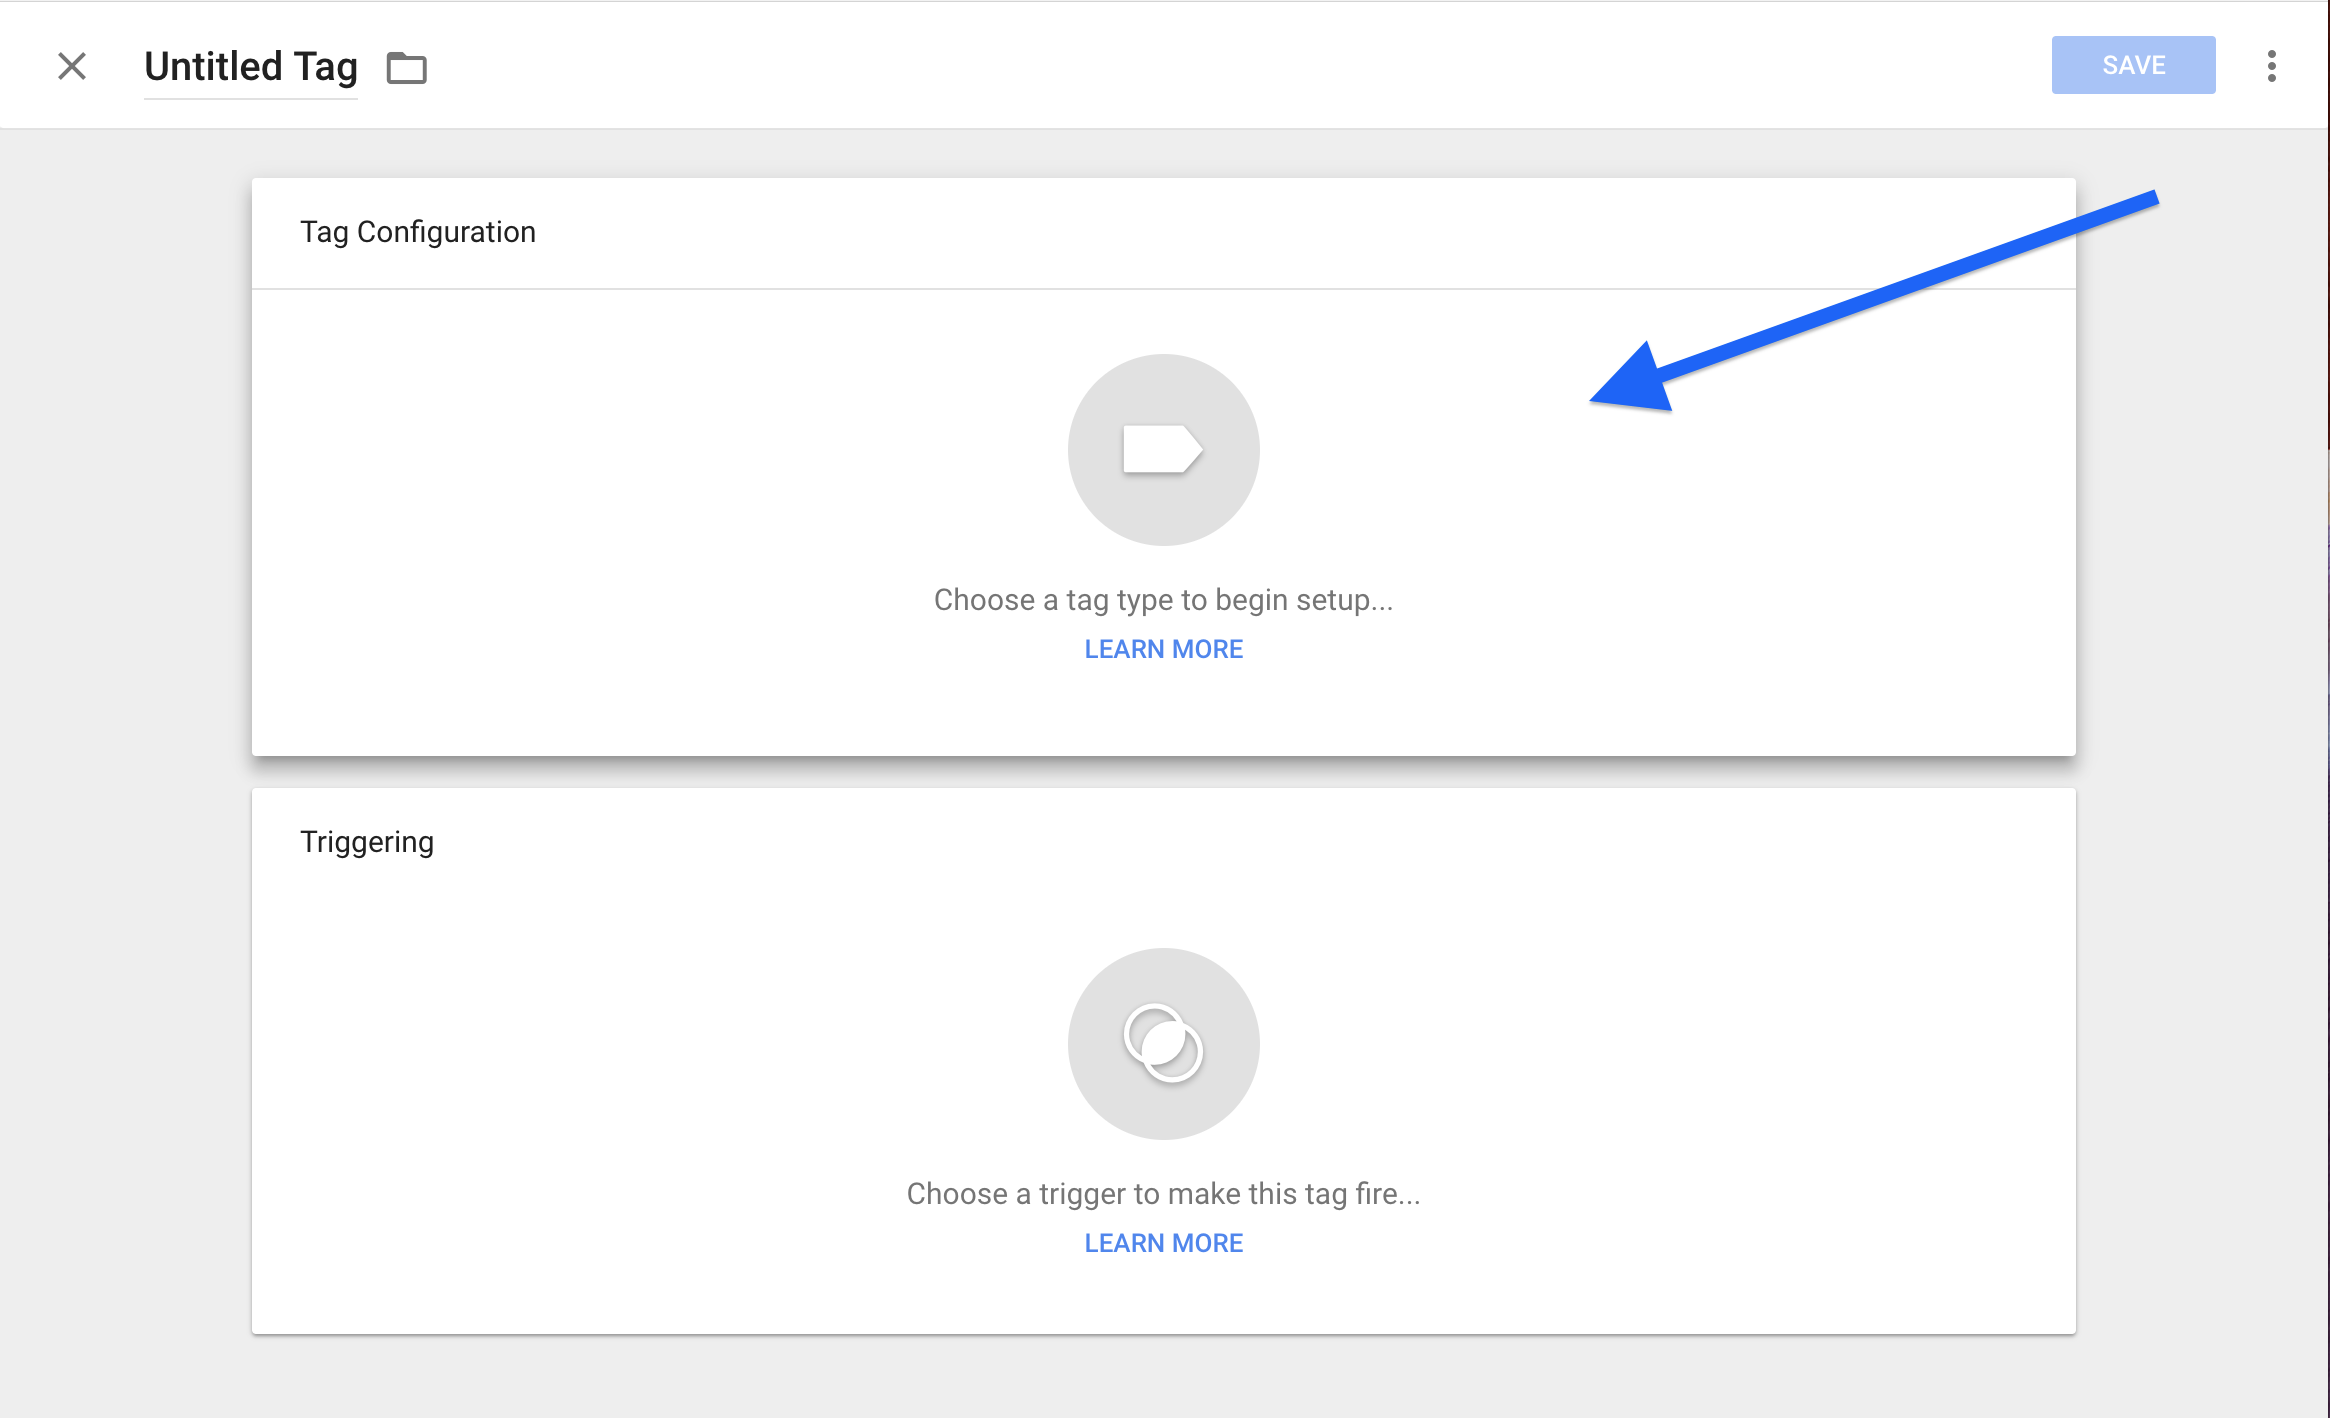 Untitled Tag
SAVE
Tag Configuration
Choose a tag type to begin setup...
LEARN MORE
Triggering
Choose a trigger to make this tag fire...
LEARN MORE